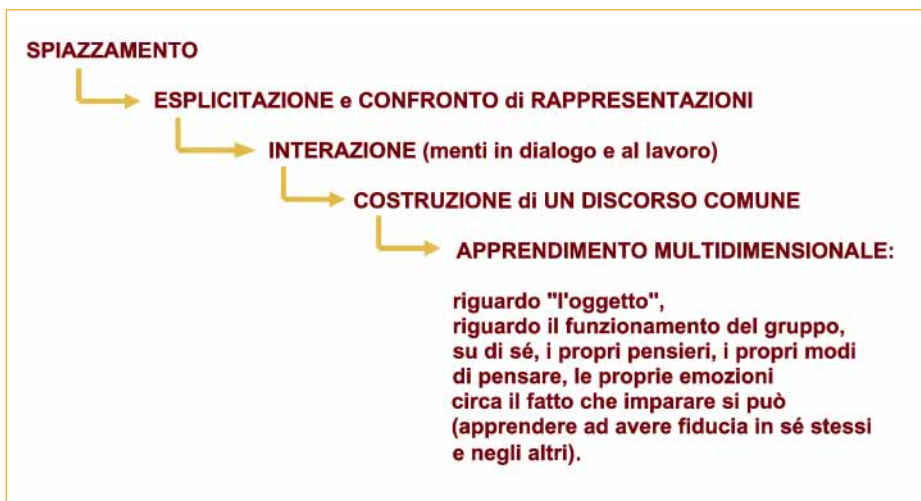 SPIAZZAMENTO
ESPLICITAZIONE e CONFRONTO di RAPPRESENTAZIONI
INTERAZIONE (menti in dialogo e al lavoro)
COSTRUZIONE di UN DISCORSO COMUNE
APPRENDIMENTO MULTIDIMENSIONALE:
riguardo "l'oggetto",
riguardo il funzionamento del gruppo,
su di sé, i propri pensieri, i propri modi
di pensare, le proprie emozioni
circa il fatto che imparare si può
(apprendere ad avere fiducia in sé stessi
e negli altri).